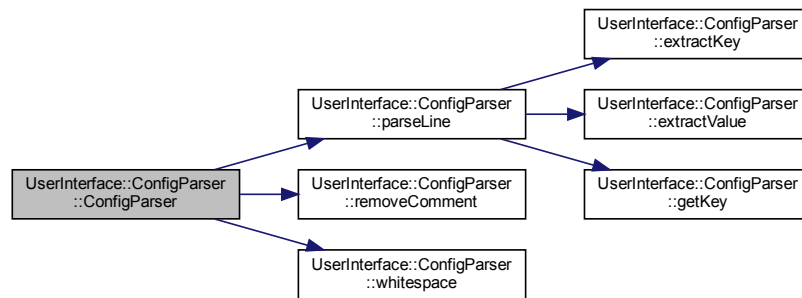 UserInterface::ConfigParser
::extractKey
UserInterface::ConfigParser
::parseLine
UserInterface::ConfigParser
::extractValue
UserInterface::ConfigParser
::ConfigParser
UserInterface::ConfigParser
::removeComment
UserInterface::ConfigParser
::getKey
UserInterface::ConfigParser
::whitespace